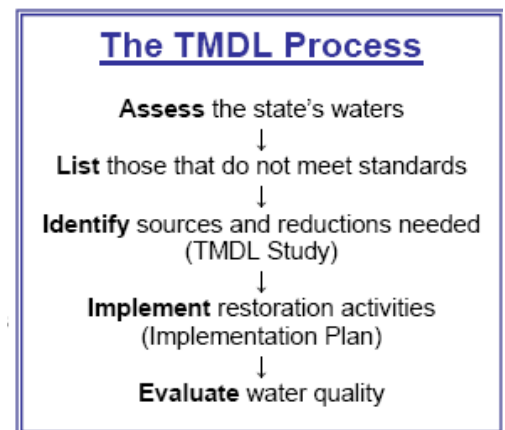 The TMDL Process
Assess the state's waters
↓
List those that do not meet standards
↓
Identify sources and reductions needed
(TMDL Study)
↓
Implement restoration activities
(Implementation Plan)
↓
Evaluate water quality